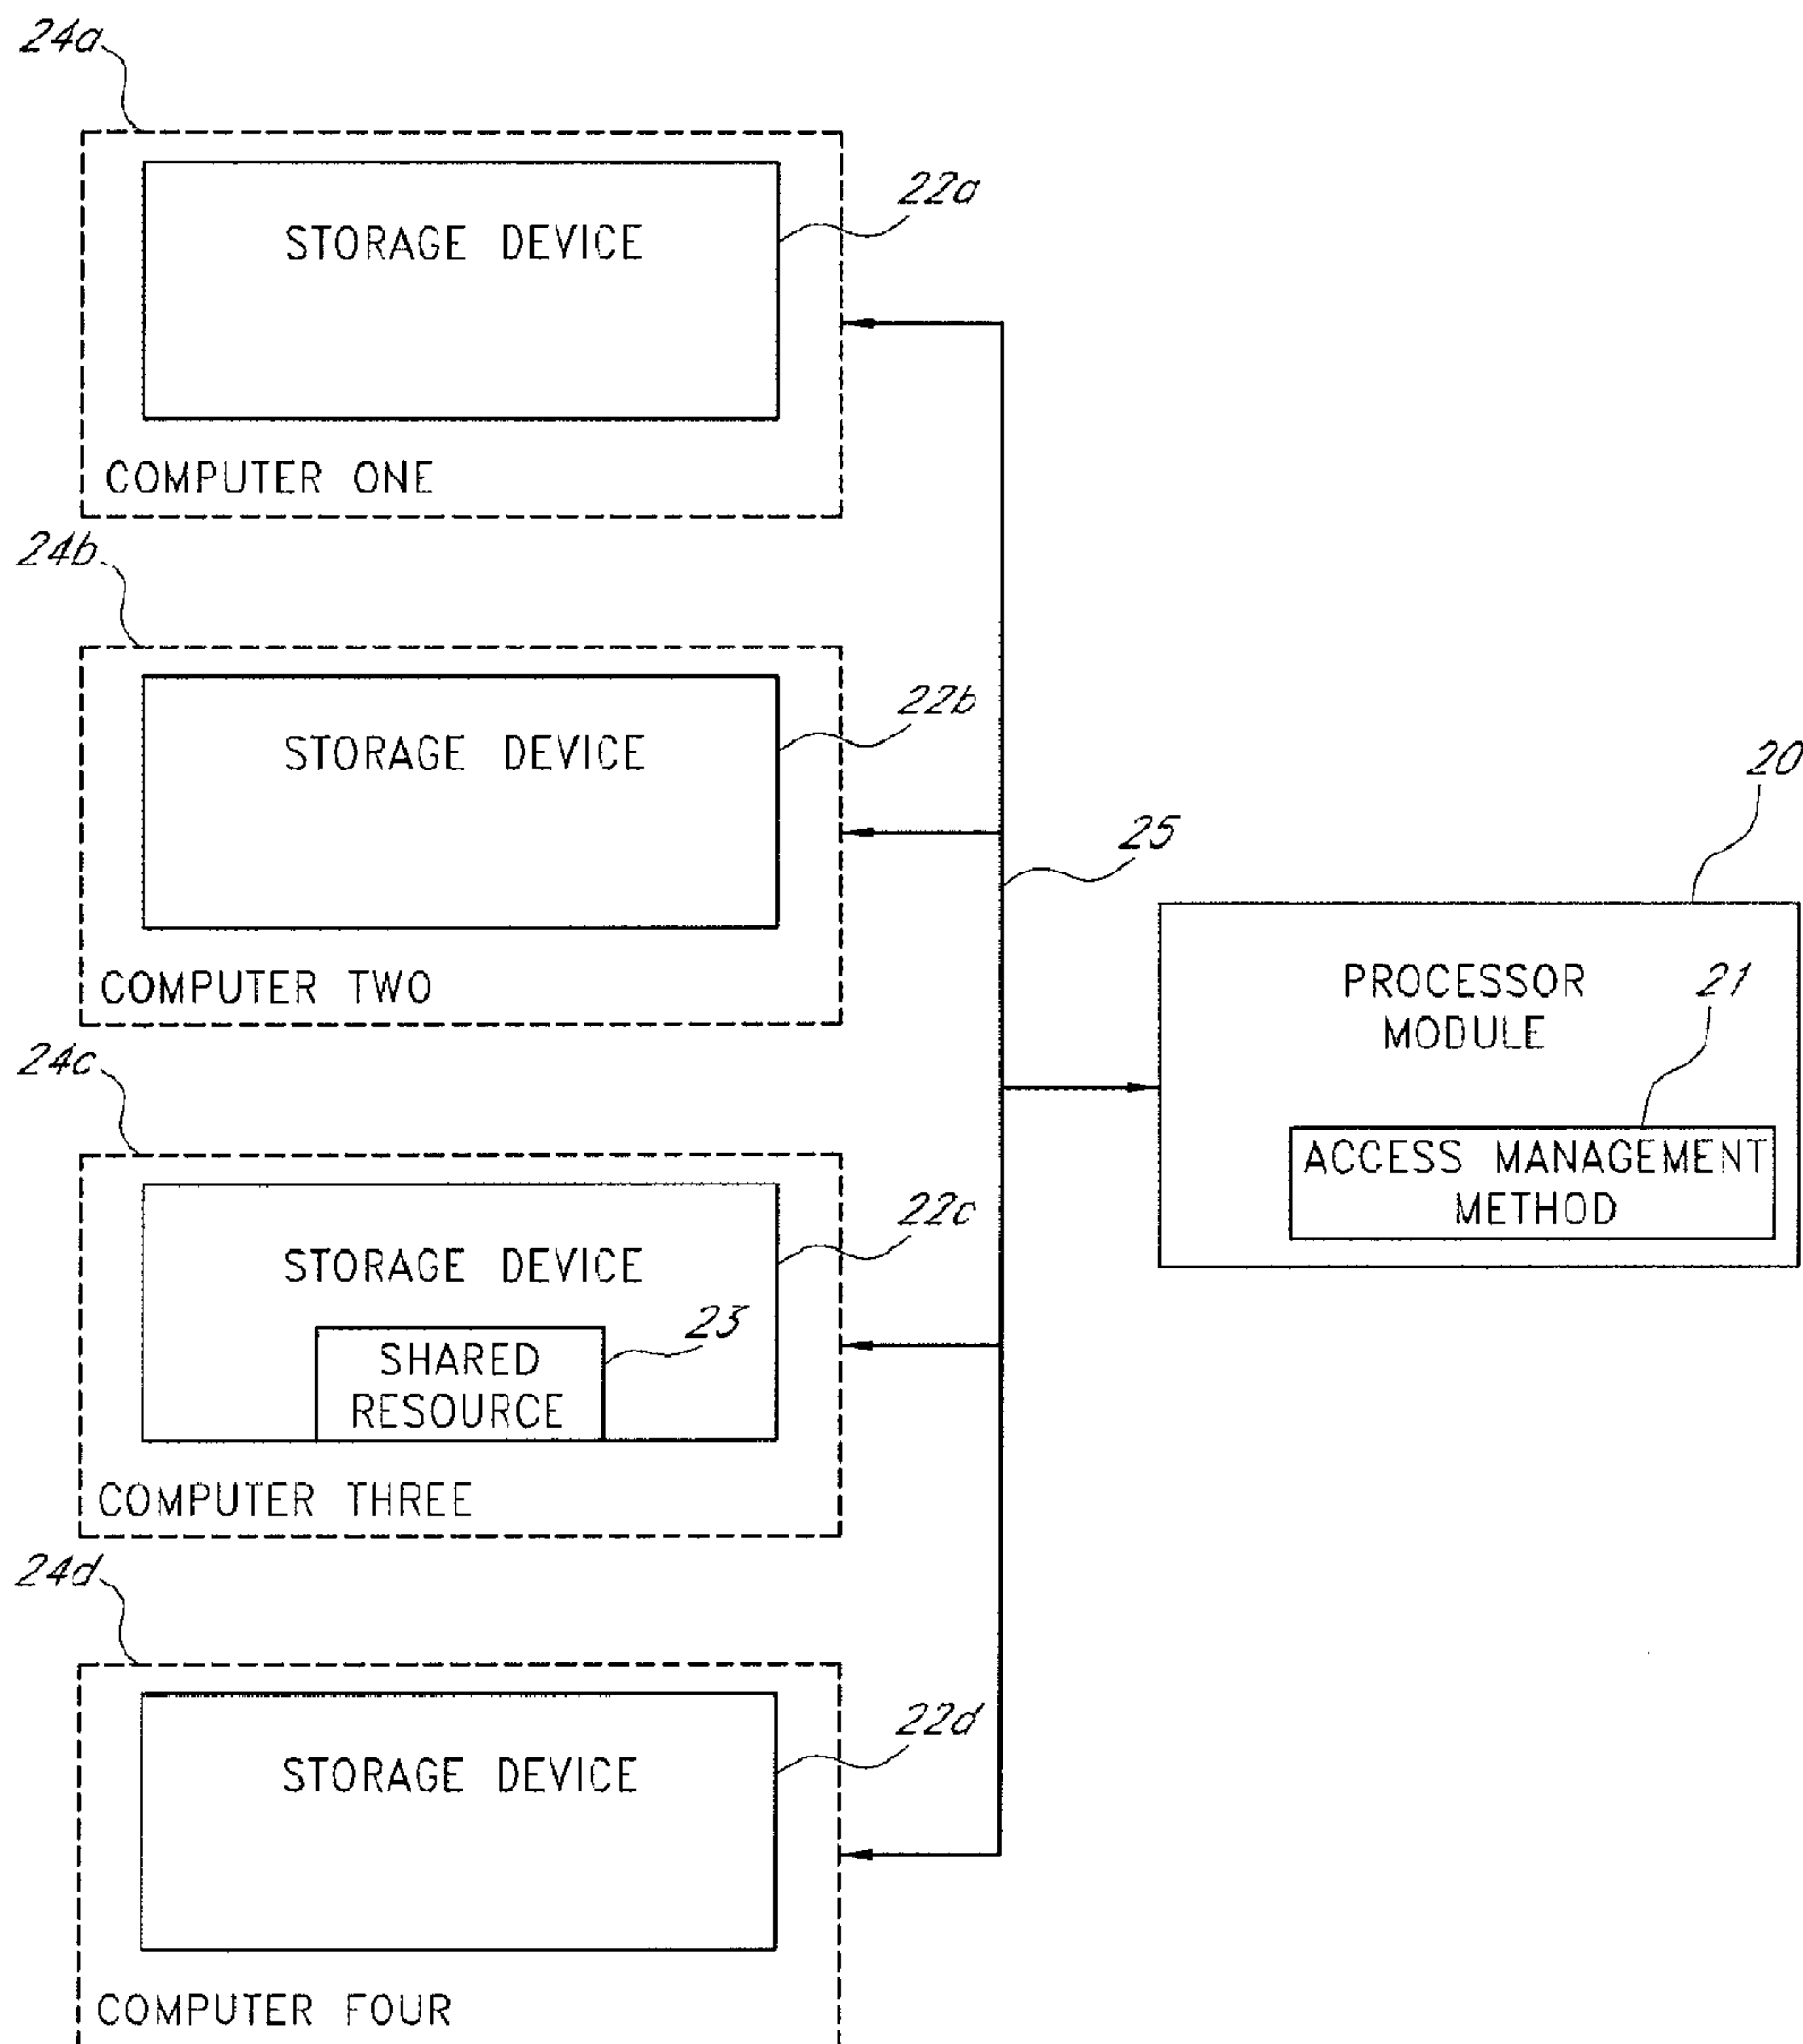 24a
22a
STORAGE DEVICE
COMPUTER ONE
24b
22b
STORAGE DEVICE
COMPUTER TWO
20
25
PROCESSOR
MODULE
21
ACCESS MANAGEMENT
METHOD
24c
22c
STORAGE DEVICE
23
SHARED
RESOURCE
COMPUTER THREE
24d
22d
STORAGE DEVICE
COMPUTER FOUR